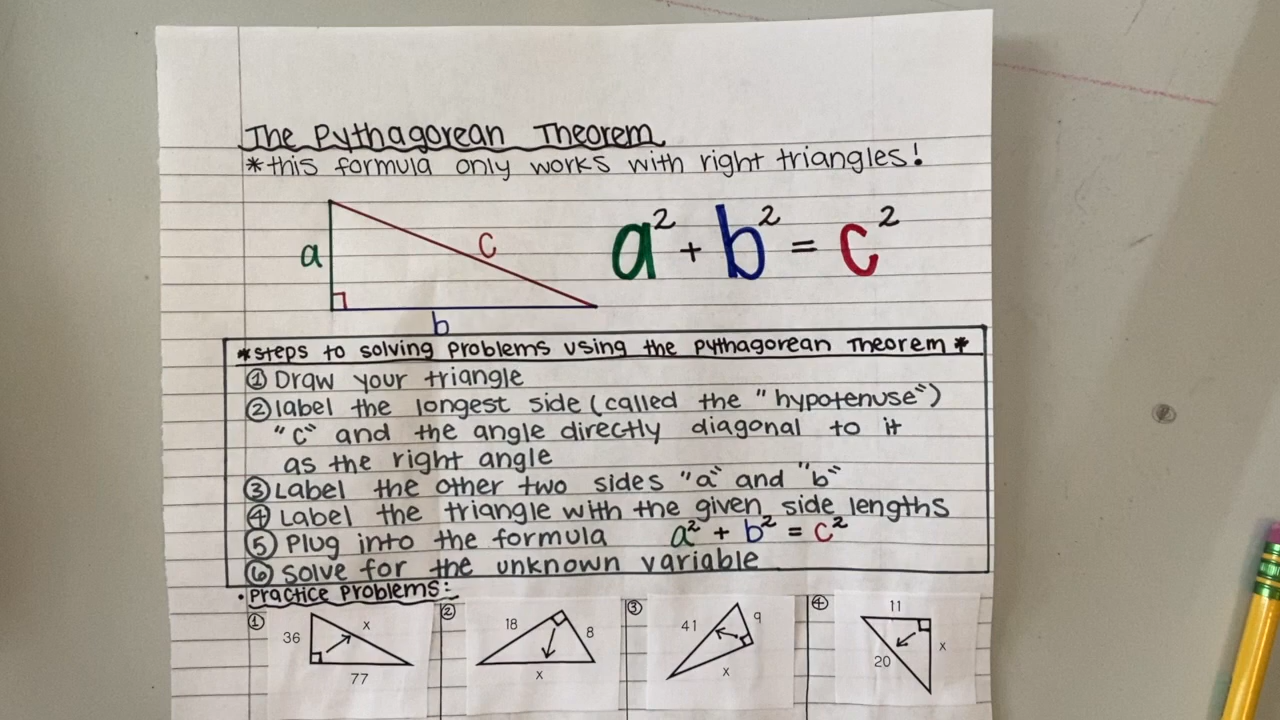 The Pythagorean Theorem
*this formula only works with right triangles!
a
c
b
a² + b² = c²
*steps to solving problems using the pythagorean Theorem*
① Draw your triangle
② label the longest side (called the "hypotenuse")
"c" and the angle directly diagonal to it
as the right angle
③ Label the other two sides "a" and "b"
④ Label the triangle with the given side lengths
⑤ Plug into the formula a² + b² = c²
⑥ solve for the unknown variable
• Practice Problems:
① 36 x 77
② 18 8 x
③ 41 9 x
④ 11 20 x